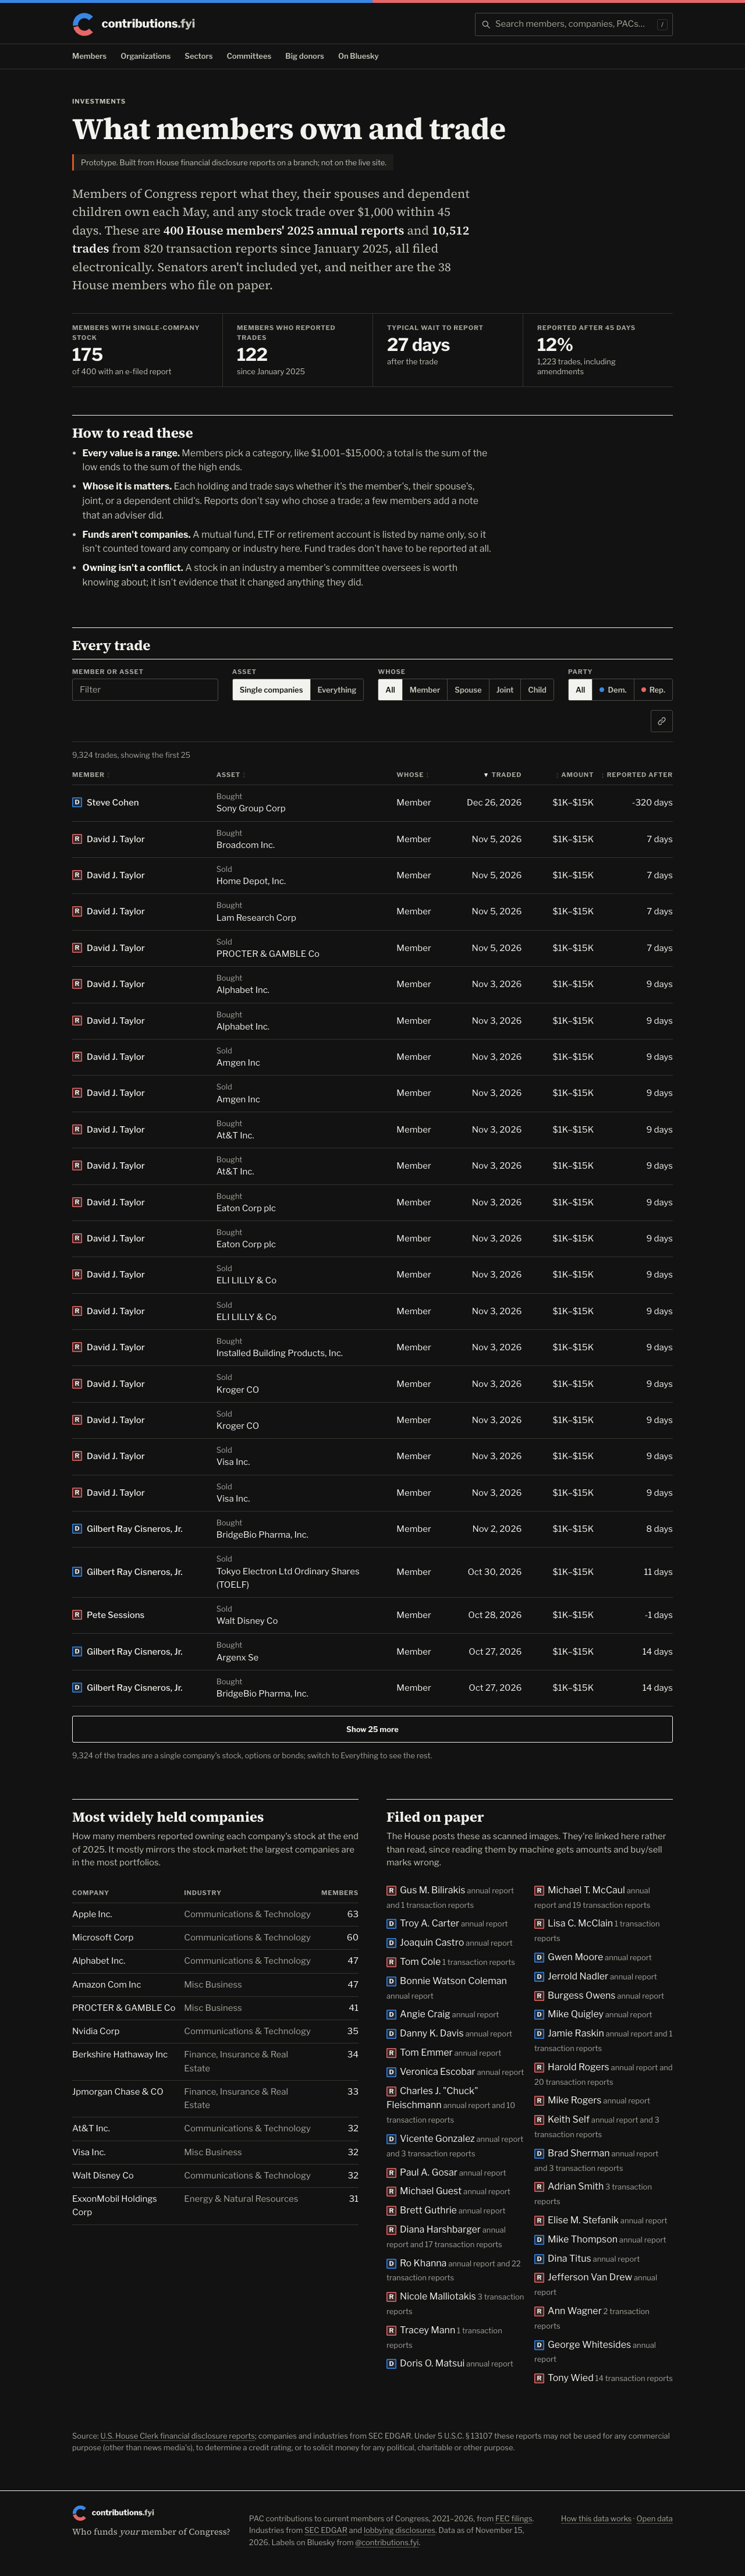 contributions.fyi
Search members, companies, PACs... /
Members Organizations Sectors Committees Big donors On Bluesky
INVESTMENTS
What members own and trade
Prototype. Built from House financial disclosure reports on a branch; not on the live site.
Members of Congress report what they, their spouses and dependent
children own each May, and any stock trade over $1,000 within 45
days. These are 400 House members' 2025 annual reports and 10,512
trades from 820 transaction reports since January 2025, all filed
electronically. Senators aren't included yet, and neither are the 38
House members who file on paper.
MEMBERS WITH SINGLE-COMPANY
STOCK
175
of 400 with an e-filed report
MEMBERS WHO REPORTED
TRADES
122
since January 2025
TYPICAL WAIT TO REPORT
27 days
after the trade
REPORTED AFTER 45 DAYS
12%
1,223 trades, including
amendments
How to read these
• Every value is a range. Members pick a category, like $1,001–$15,000; a total is the sum of the
low ends to the sum of the high ends.
• Whose it is matters. Each holding and trade says whether it's the member's, their spouse's,
joint, or a dependent child's. Reports don't say who chose a trade; a few members add a note
that an adviser did.
• Funds aren't companies. A mutual fund, ETF or retirement account is listed by name only, so it
isn't counted toward any company or industry here. Fund trades don't have to be reported at all.
• Owning isn't a conflict. A stock in an industry a member's committee oversees is worth
knowing about; it isn't evidence that it changed anything they did.
Every trade
MEMBER OR ASSET
Filter
ASSET
Single companies Everything
WHOSE
All Member Spouse Joint Child
PARTY
All Dem. Rep.
9,324 trades, showing the first 25
MEMBER ASSET WHOSE ▼ TRADED AMOUNT REPORTED AFTER
D Steve Cohen Bought Sony Group Corp Member Dec 26, 2026 $1K–$15K -320 days
R David J. Taylor Bought Broadcom Inc. Member Nov 5, 2026 $1K–$15K 7 days
R David J. Taylor Sold Home Depot, Inc. Member Nov 5, 2026 $1K–$15K 7 days
R David J. Taylor Bought Lam Research Corp Member Nov 5, 2026 $1K–$15K 7 days
R David J. Taylor Sold PROCTER & GAMBLE Co Member Nov 5, 2026 $1K–$15K 7 days
R David J. Taylor Bought Alphabet Inc. Member Nov 3, 2026 $1K–$15K 9 days
R David J. Taylor Bought Alphabet Inc. Member Nov 3, 2026 $1K–$15K 9 days
R David J. Taylor Sold Amgen Inc Member Nov 3, 2026 $1K–$15K 9 days
R David J. Taylor Sold Amgen Inc Member Nov 3, 2026 $1K–$15K 9 days
R David J. Taylor Bought At&T Inc. Member Nov 3, 2026 $1K–$15K 9 days
R David J. Taylor Bought At&T Inc. Member Nov 3, 2026 $1K–$15K 9 days
R David J. Taylor Bought Eaton Corp plc Member Nov 3, 2026 $1K–$15K 9 days
R David J. Taylor Bought Eaton Corp plc Member Nov 3, 2026 $1K–$15K 9 days
R David J. Taylor Sold ELI LILLY & Co Member Nov 3, 2026 $1K–$15K 9 days
R David J. Taylor Sold ELI LILLY & Co Member Nov 3, 2026 $1K–$15K 9 days
R David J. Taylor Bought Installed Building Products, Inc. Member Nov 3, 2026 $1K–$15K 9 days
R David J. Taylor Sold Kroger CO Member Nov 3, 2026 $1K–$15K 9 days
R David J. Taylor Sold Kroger CO Member Nov 3, 2026 $1K–$15K 9 days
R David J. Taylor Sold Visa Inc. Member Nov 3, 2026 $1K–$15K 9 days
R David J. Taylor Sold Visa Inc. Member Nov 3, 2026 $1K–$15K 9 days
D Gilbert Ray Cisneros, Jr. Bought BridgeBio Pharma, Inc. Member Nov 2, 2026 $1K–$15K 8 days
D Gilbert Ray Cisneros, Jr. Sold Tokyo Electron Ltd Ordinary Shares (TOELF) Member Oct 30, 2026 $1K–$15K 11 days
R Pete Sessions Sold Walt Disney Co Member Oct 28, 2026 $1K–$15K -1 days
D Gilbert Ray Cisneros, Jr. Bought Argenx Se Member Oct 27, 2026 $1K–$15K 14 days
D Gilbert Ray Cisneros, Jr. Bought BridgeBio Pharma, Inc. Member Oct 27, 2026 $1K–$15K 14 days
Show 25 more
9,324 of the trades are a single company's stock, options or bonds; switch to Everything to see the rest.
Most widely held companies
How many members reported owning each company's stock at the end
of 2025. It mostly mirrors the stock market: the largest companies are
in the most portfolios.
COMPANY INDUSTRY MEMBERS
Apple Inc. Communications & Technology 63
Microsoft Corp Communications & Technology 60
Alphabet Inc. Communications & Technology 47
Amazon Com Inc Misc Business 47
PROCTER & GAMBLE Co Misc Business 41
Nvidia Corp Communications & Technology 35
Berkshire Hathaway Inc Finance, Insurance & Real Estate 34
Jpmorgan Chase & CO Finance, Insurance & Real Estate 33
At&T Inc. Communications & Technology 32
Visa Inc. Misc Business 32
Walt Disney Co Communications & Technology 32
ExxonMobil Holdings Corp Energy & Natural Resources 31
Filed on paper
The House posts these as scanned images. They're linked here rather
than read, since reading them by machine gets amounts and buy/sell
marks wrong.
R Gus M. Bilirakis annual report
and 1 transaction reports
D Troy A. Carter annual report
D Joaquin Castro annual report
R Tom Cole 1 transaction reports
D Bonnie Watson Coleman
annual report
D Angie Craig annual report
D Danny K. Davis annual report
R Tom Emmer annual report
D Veronica Escobar annual report
R Charles J. "Chuck"
Fleischmann annual report and 10
transaction reports
D Vicente Gonzalez annual report
and 3 transaction reports
R Paul A. Gosar annual report
R Michael Guest annual report
R Brett Guthrie annual report
R Diana Harshbarger annual
report and 17 transaction reports
D Ro Khanna annual report and 22
transaction reports
R Nicole Malliotakis 3 transaction
reports
R Tracey Mann 1 transaction
reports
D Doris O. Matsui annual report
R Michael T. McCaul annual
report and 19 transaction reports
R Lisa C. McClain 1 transaction
reports
D Gwen Moore annual report
D Jerrold Nadler annual report
R Burgess Owens annual report
D Mike Quigley annual report
D Jamie Raskin annual report and 1
transaction reports
R Harold Rogers annual report and
20 transaction reports
R Mike Rogers annual report
R Keith Self annual report and 3
transaction reports
D Brad Sherman annual report
and 3 transaction reports
R Adrian Smith 3 transaction
reports
R Elise M. Stefanik annual report
D Mike Thompson annual report
D Dina Titus annual report
R Jefferson Van Drew annual
report
R Ann Wagner 2 transaction
reports
D George Whitesides annual
report
R Tony Wied 14 transaction reports
Source: U.S. House Clerk financial disclosure reports; companies and industries from SEC EDGAR. Under 5 U.S.C. § 13107 these reports may not be used for any commercial
purpose (other than news media's), to determine a credit rating, or to solicit money for any political, charitable or other purpose.
contributions.fyi
Who funds your member of Congress?
PAC contributions to current members of Congress, 2021–2026, from FEC filings.
Industries from SEC EDGAR and lobbying disclosures. Data as of November 15,
2026. Labels on Bluesky from @contributions.fyi.
How this data works · Open data